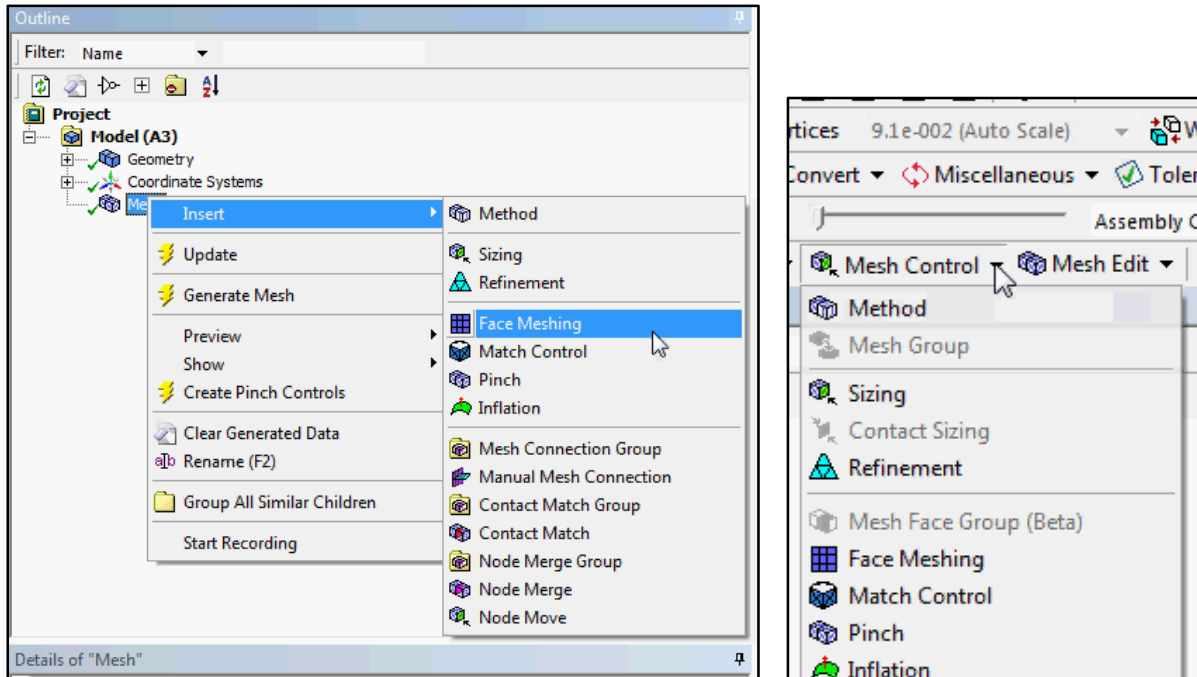 Outline
Filter: Name
Project
Model (A3)
Geometry
Coordinate Systems
Me
Insert
Update
Generate Mesh
Preview
Show
Create Pinch Controls
Clear Generated Data
Rename (F2)
Group All Similar Children
Start Recording
Method
Sizing
Refinement
Face Meshing
Match Control
Pinch
Inflation
Mesh Connection Group
Manual Mesh Connection
Contact Match Group
Contact Match
Node Merge Group
Node Merge
Node Move
Details of "Mesh"
rtices 9.1e-002 (Auto Scale) W
Convert Miscellaneous Toler
Assembly C
Mesh Control Mesh Edit
Method
Mesh Group
Sizing
Contact Sizing
Refinement
Mesh Face Group (Beta)
Face Meshing
Match Control
Pinch
Inflation